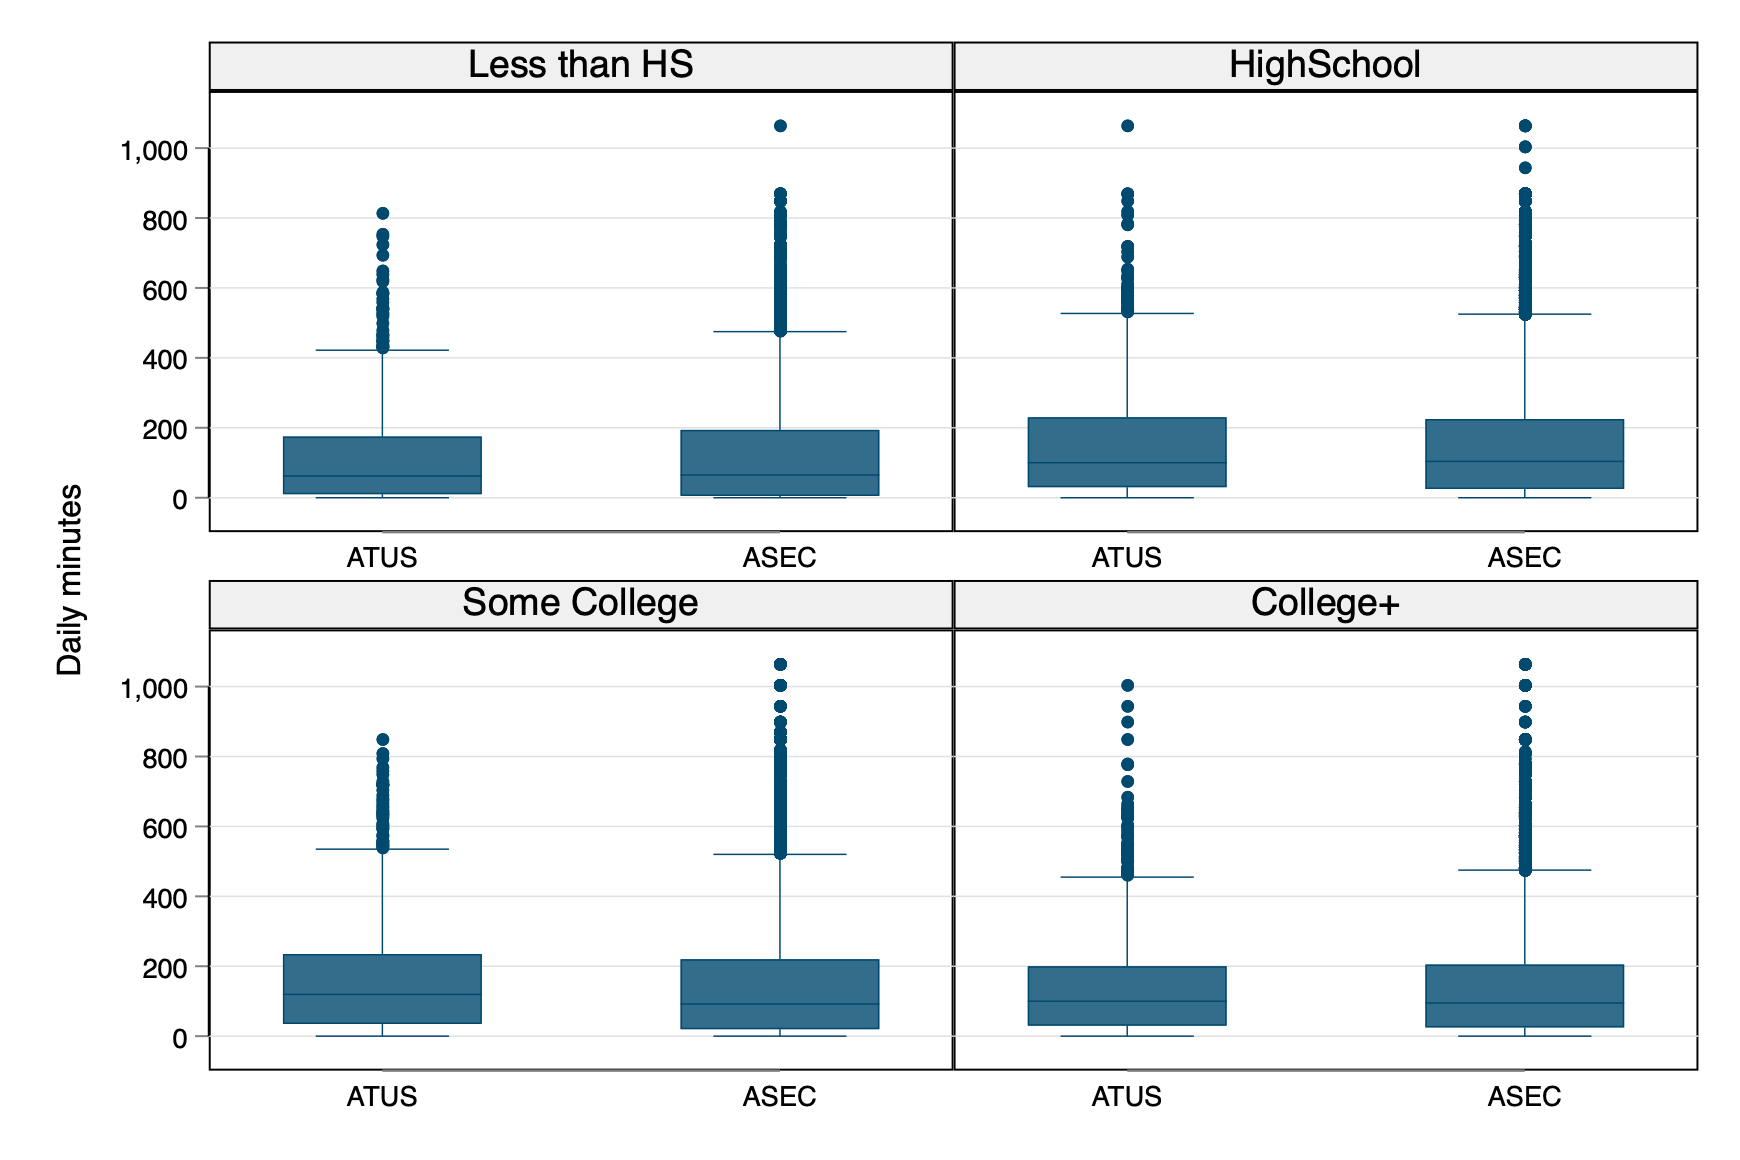 Less than HS
HighSchool
1,000
800
600
400
200
0
ATUS
ASEC
ATUS
ASEC
Daily minutes
Some College
College+
1,000
800
600
400
200
0
ATUS
ASEC
ATUS
ASEC